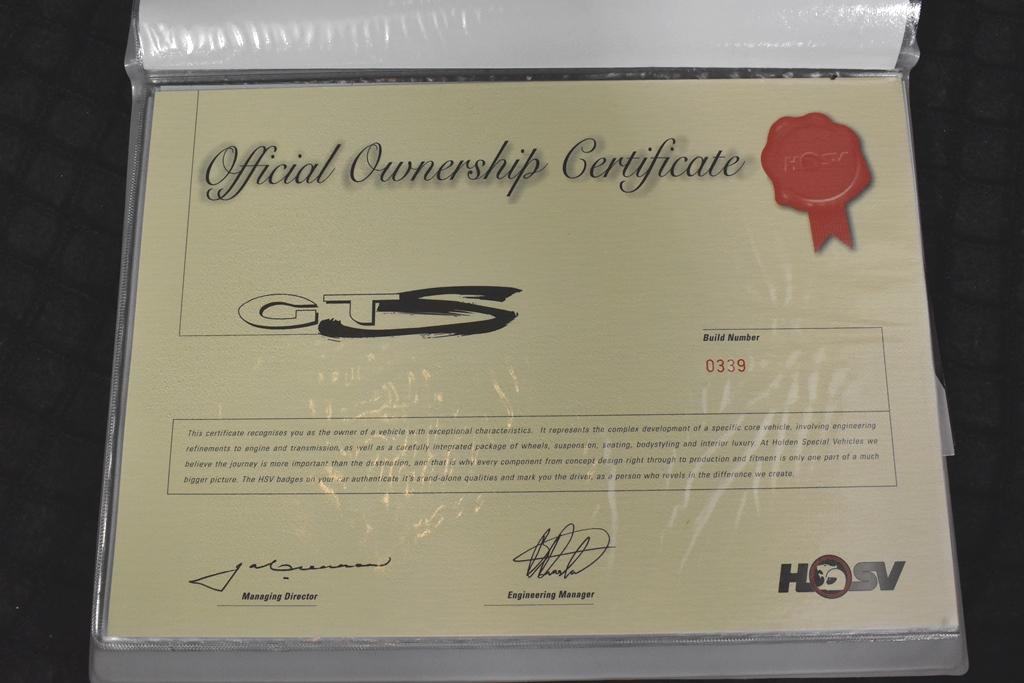 Official Ownership Certificate
HSV
GTS
Build Number
0339
This certificate recognises you as the owner of a vehicle with exceptional characteristics. It represents the complex development of a specific core vehicle, involving engineering
refinements to engine and transmission, as well as a carefully integrated package of wheels, suspension, seating, bodystyling and interior luxury. At Holden Special Vehicles we
believe the journey is more important than the destination, and that is why every component from concept design right through to production and fitment is only one part of a much
bigger picture. The HSV badges on your car authenticate it's stand-alone qualities and mark you the driver, as a person who revels in the difference we create.
Managing Director
Engineering Manager
HSV